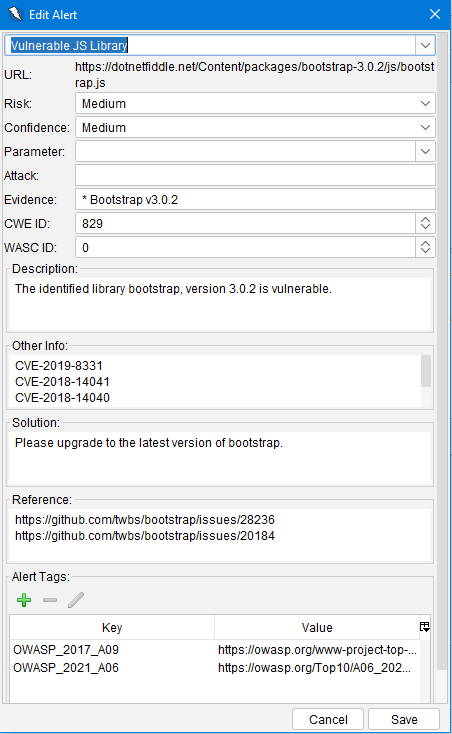 Edit Alert
Vulnerable JS Library
URL: https://dotnetfiddle.net/Content/packages/bootstrap-3.0.2/js/bootst
rap.js
Risk: Medium
Confidence: Medium
Parameter:
Attack:
Evidence: * Bootstrap v3.0.2
CWE ID: 829
WASC ID: 0
Description:
The identified library bootstrap, version 3.0.2 is vulnerable.
Other Info:
CVE-2019-8331
CVE-2018-14041
CVE-2018-14040
Solution:
Please upgrade to the latest version of bootstrap.
Reference:
https://github.com/twbs/bootstrap/issues/28236
https://github.com/twbs/bootstrap/issues/20184
Alert Tags:
Key Value
OWASP_2017_A09 https://owasp.org/www-project-top-...
OWASP_2021_A06 https://owasp.org/Top10/A06_202...
Cancel Save